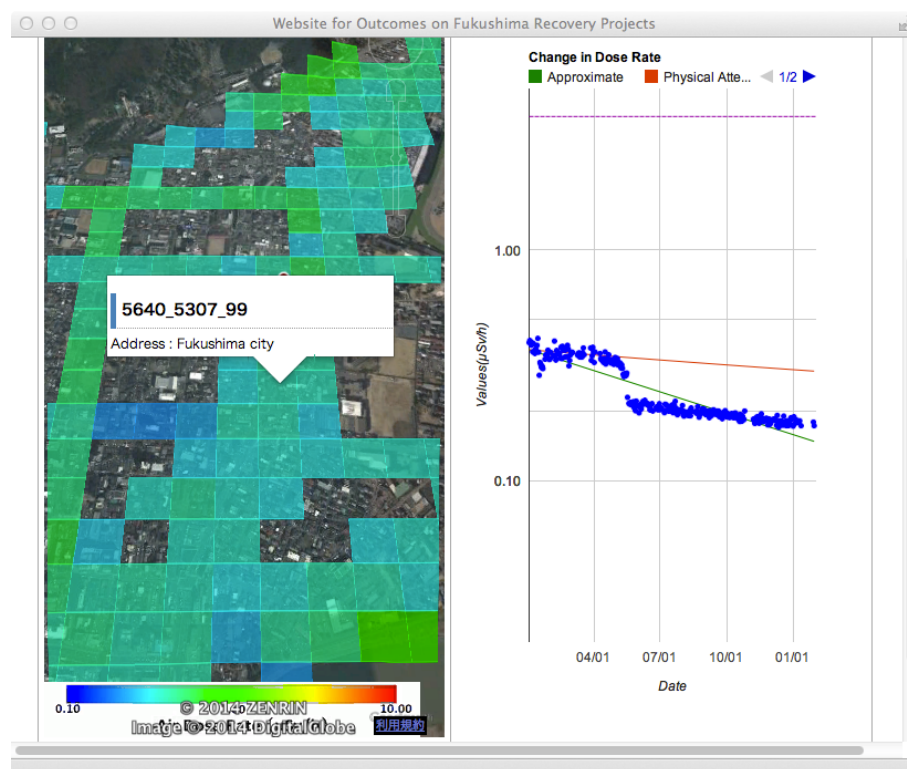 Website for Outcomes on Fukushima Recovery Projects
5640_5307_99
Address : Fukushima city
0.10
10.00
© 2014 ZENRIN
Image © 2014 DigitalGlobe
利用規約
Change in Dose Rate
Approximate
Physical Atte...
1/2
1.00
0.10
Values(μSv/h)
04/01
07/01
10/01
01/01
Date